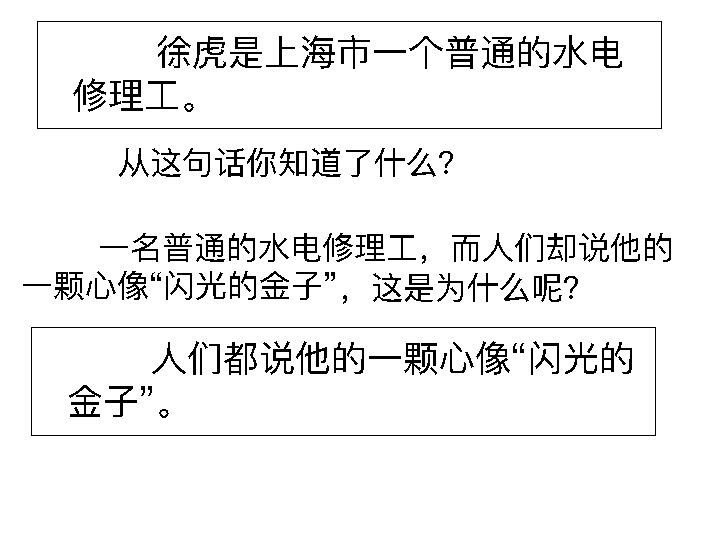 徐虎是上海市一个普通的水电
修理工。
从这句话你知道了什么?
一名普通的水电修理工，而人们却说他的
一颗心像“闪光的金子”，这是为什么呢?
人们都说他的一颗心像“闪光的
金子”。